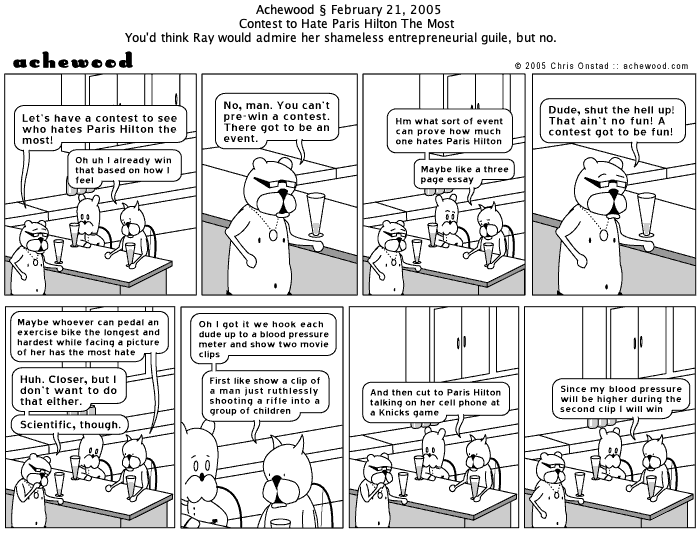 Achewood § February 21, 2005
Contest to Hate Paris Hilton The Most
You'd think Ray would admire her shameless entrepreneurial guile, but no.
achewood
© 2005 Chris Onstad :: achewood.com
Let's have a contest to see
who hates Paris Hilton the
most!
Oh uh I already win
that based on how I
feel
No, man. You can't
pre-win a contest.
There got to be an
event.
Hm what sort of event
can prove how much
one hates Paris Hilton
Maybe like a three
page essay
Dude, shut the hell up!
That ain't no fun! A
contest got to be fun!
Maybe whoever can pedal an
exercise bike the longest and
hardest while facing a picture
of her has the most hate
Huh. Closer, but I
don't want to do
that either.
Scientific, though.
Oh I got it we hook each
dude up to a blood pressure
meter and show two movie
clips
First like show a clip of
a man just ruthlessly
shooting a rifle into a
group of children
And then cut to Paris Hilton
talking on her cell phone at
a Knicks game
Since my blood pressure
will be higher during the
second clip I will win